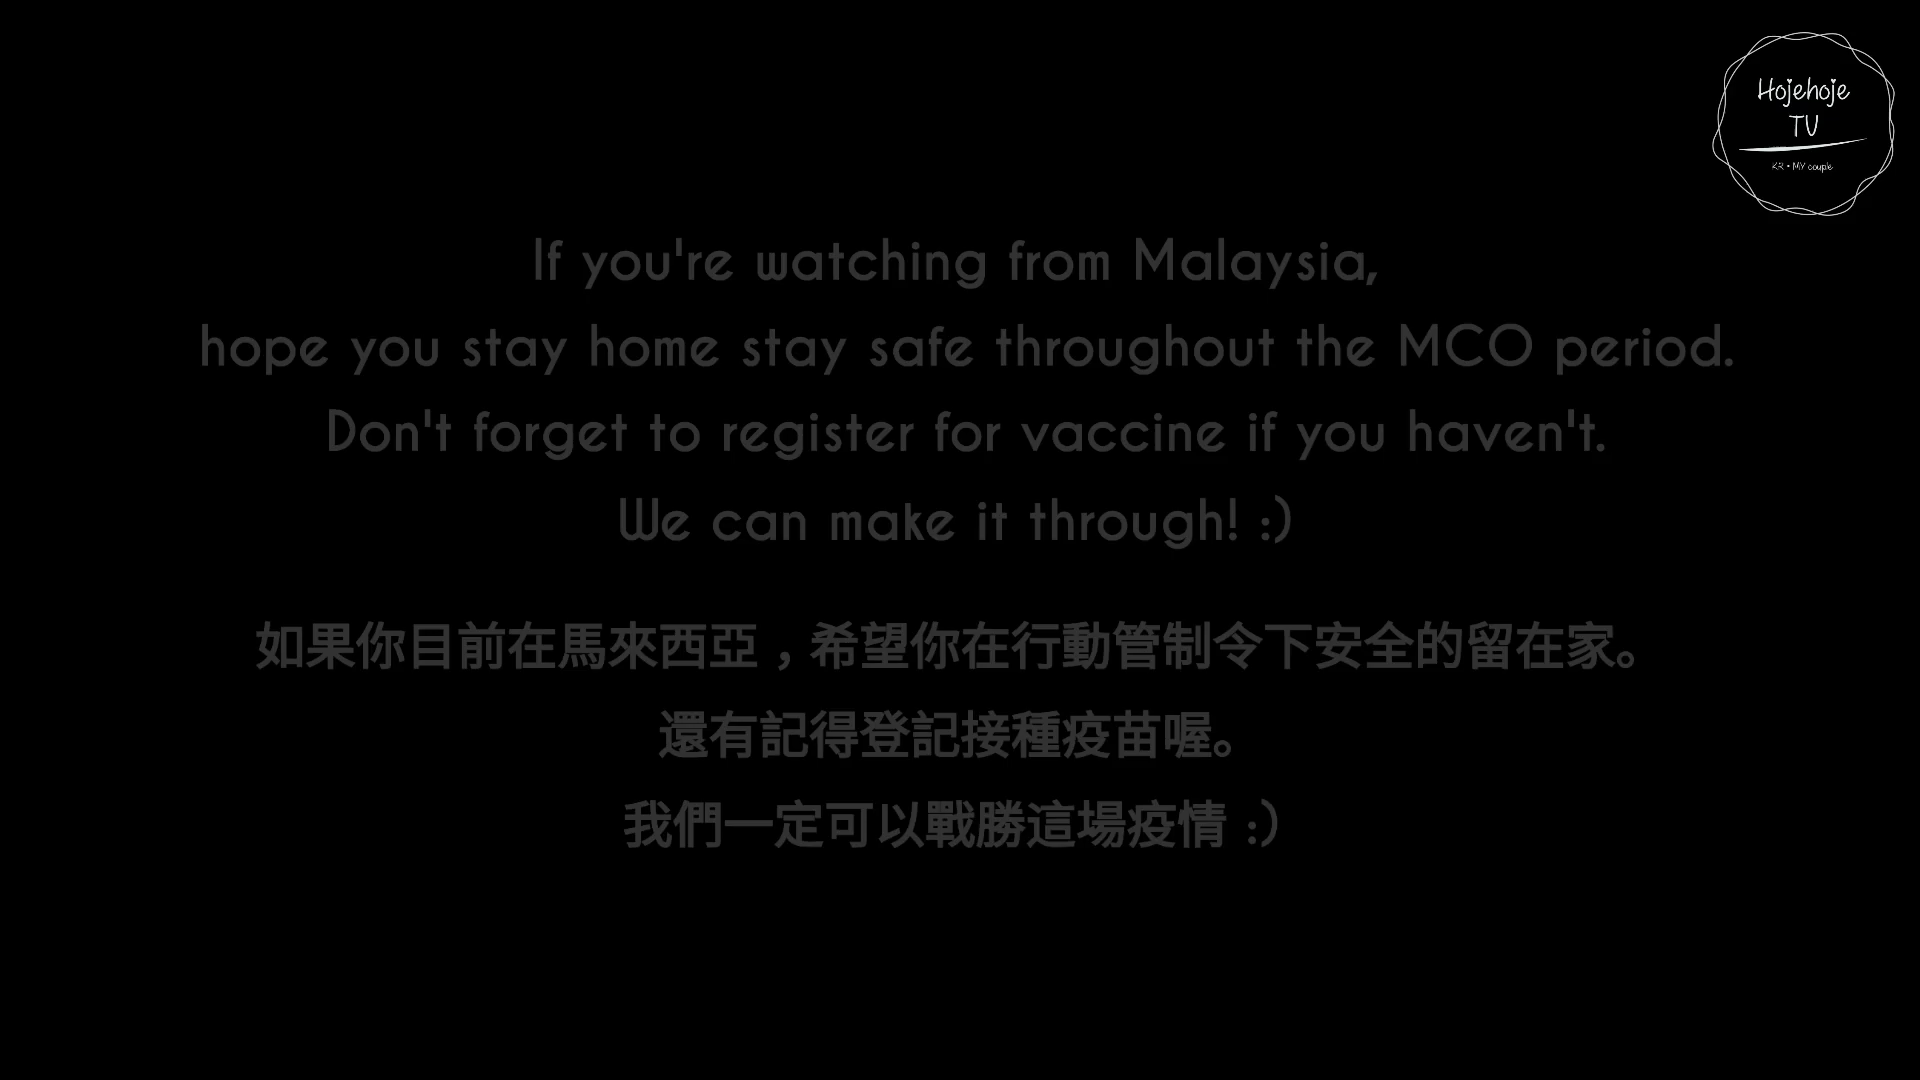 Hojehoje
TV
KR • MY couple
If you're watching from Malaysia,
hope you stay home stay safe throughout the MCO period.
Don't forget to register for vaccine if you haven't.
We can make it through! :)
如果你目前在馬來西亞，希望你在行動管制令下安全的留在家。
還有記得登記接種疫苗喔。
我們一定可以戰勝這場疫情 :)